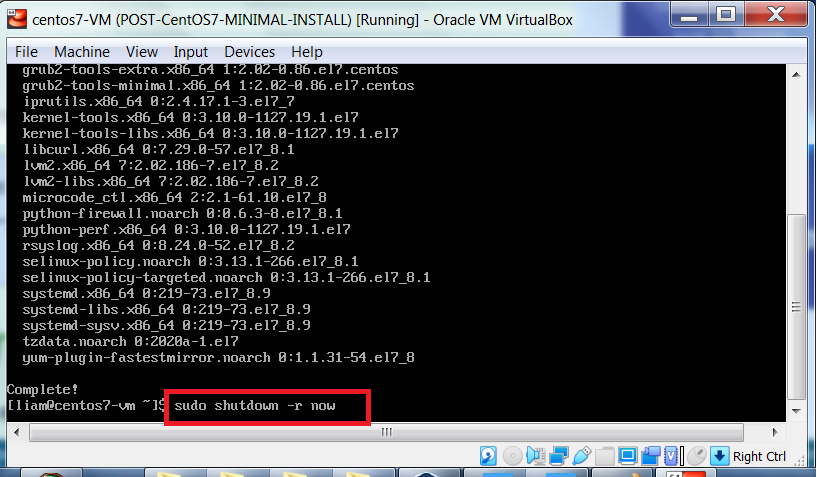 centos7-VM (POST-CentOS7-MINIMAL-INSTALL) [Running] - Oracle VM VirtualBox
File Machine View Input Devices Help
grub2-tools-extra.x86_64 1:2.02-0.86.el7.centos
grub2-tools-minimal.x86_64 1:2.02-0.86.el7.centos
iprutils.x86_64 0:2.4.17.1-3.el7_7
kernel-tools.x86_64 0:3.10.0-1127.19.1.el7
kernel-tools-libs.x86_64 0:3.10.0-1127.19.1.el7
libcurl.x86_64 0:7.29.0-57.el7_8.1
lvm2.x86_64 7:2.02.186-7.el7_8.2
lvm2-libs.x86_64 7:2.02.186-7.el7_8.2
microcode_ctl.x86_64 2:2.1-61.10.el7_8
python-firewall.noarch 0:0.6.3-8.el7_8.1
python-perf.x86_64 0:3.10.0-1127.19.1.el7
rsyslog.x86_64 0:8.24.0-52.el7_8.2
selinux-policy.noarch 0:3.13.1-266.el7_8.1
selinux-policy-targeted.noarch 0:3.13.1-266.el7_8.1
systemd.x86_64 0:219-73.el7_8.9
systemd-libs.x86_64 0:219-73.el7_8.9
systemd-sysv.x86_64 0:219-73.el7_8.9
tzdata.noarch 0:2020a-1.el7
yum-plugin-fastestmirror.noarch 0:1.1.31-54.el7_8
Complete!
[liam@centos7-vm ~]$ sudo shutdown -r now
Right Ctrl